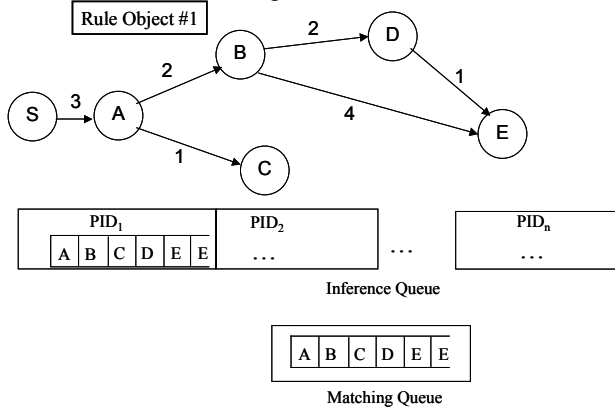 Rule Object #1
2
D
B
2
1
3
S
A
4
E
1
C
PID1 PID2 PIDn
A B C D E E ... ... ...
Inference Queue
A B C D E E
Matching Queue